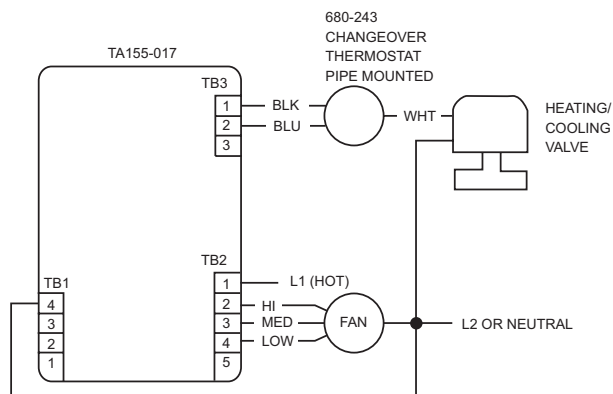 680-243
CHANGEOVER
THERMOSTAT
PIPE MOUNTED
TA155-017
TB3
1 BLK
2 BLU
3
WHT
HEATING/
COOLING
VALVE
TB2
1 L1 (HOT)
2 HI
3 MED
4 LOW
5
FAN
L2 OR NEUTRAL
TB1
4
3
2
1